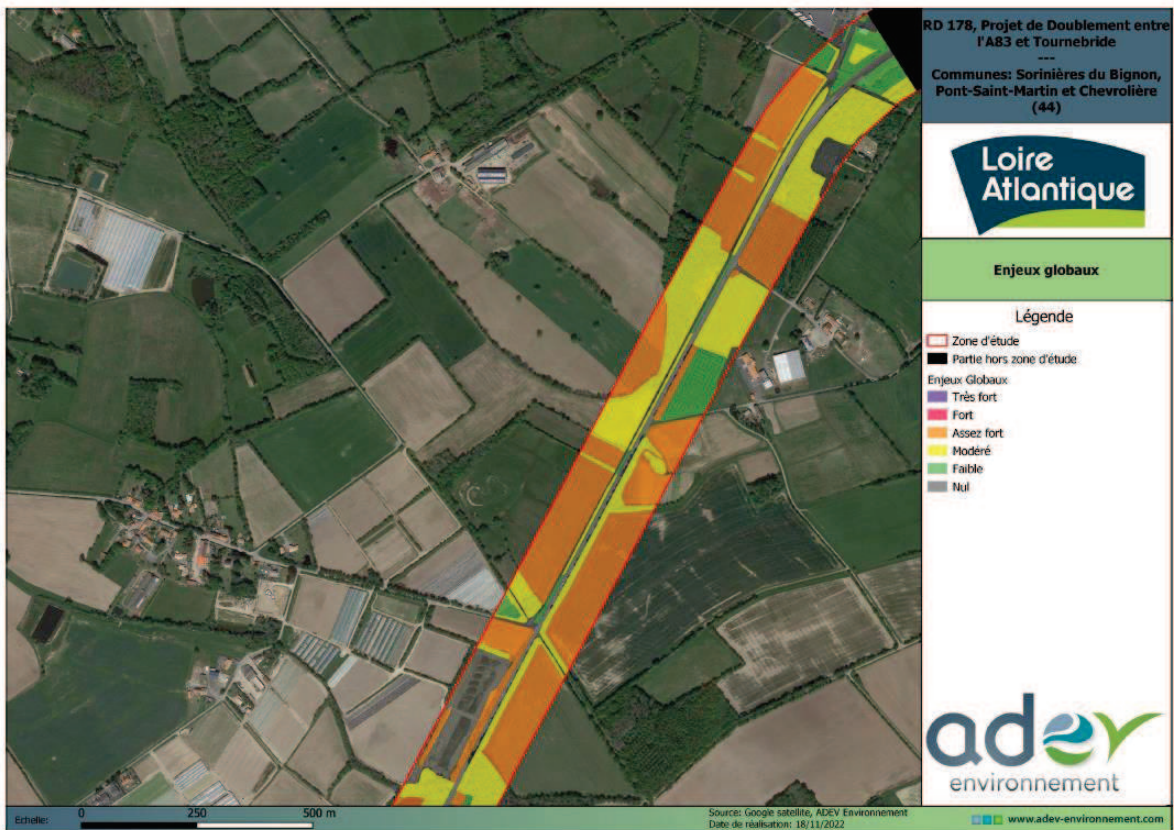 RD 178, Projet de Doublement entre
l'A83 et Tournebride
---
Communes: Sorinières du Bignon,
Pont-Saint-Martin et Chevrolière
(44)
Loire
Atlantique
Enjeux globaux
Légende
Zone d'étude
Partie hors zone d'étude
Enjeux Globaux
Très fort
Fort
Assez fort
Modéré
Faible
Nul
adev
environnement
Echelle: 0 250 500 m
Source: Google satellite, ADEV Environnement
Date de réalisation: 18/11/2022
www.adev-environnement.com